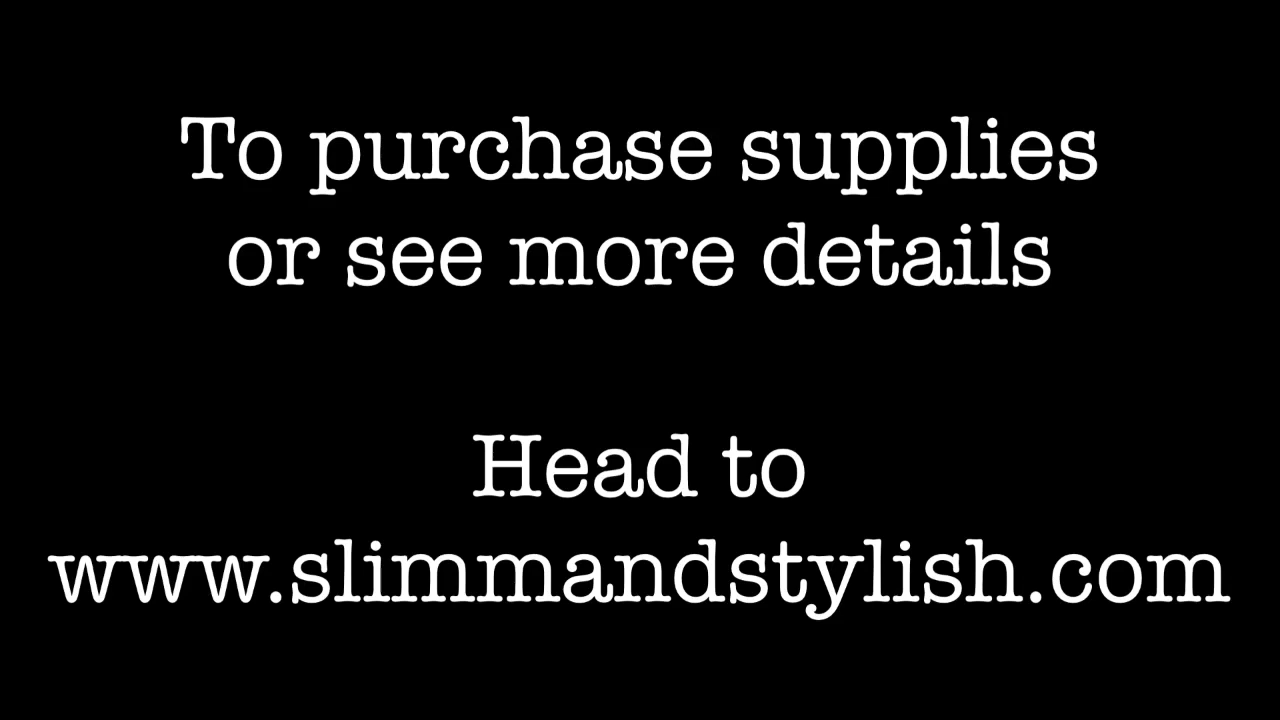 To purchase supplies
or see more details
Head to
www.slimmandstylish.com